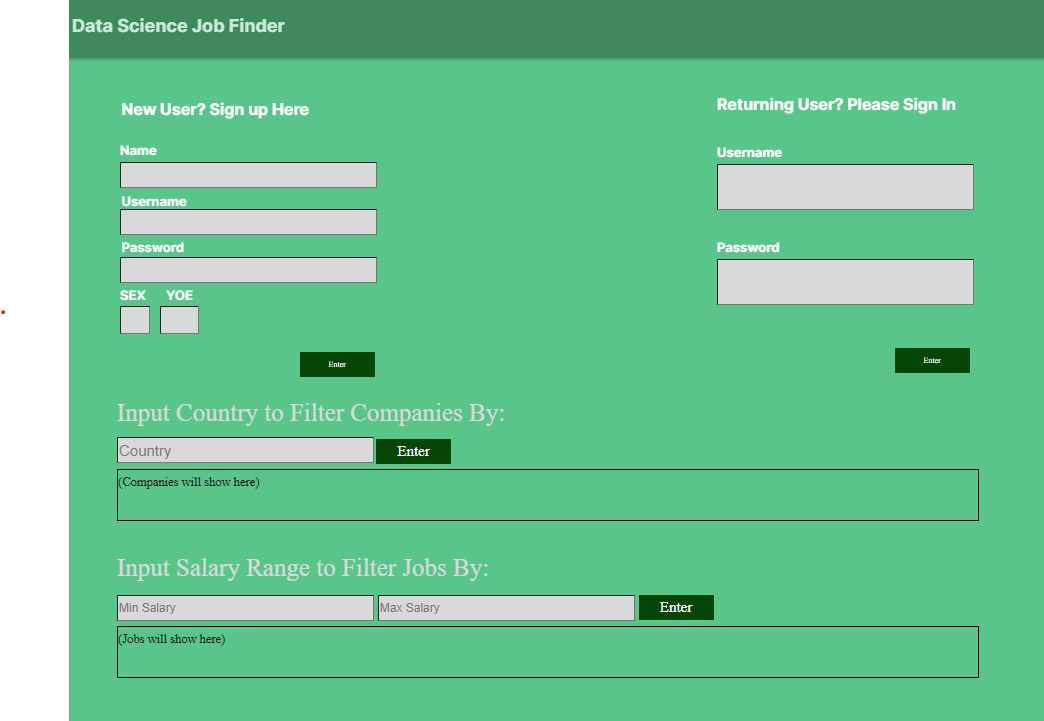 Data Science Job Finder
New User? Sign up Here
Name
Username
Password
SEX YOE
Enter
Returning User? Please Sign In
Username
Password
Enter
Input Country to Filter Companies By:
Country Enter
(Companies will show here)
Input Salary Range to Filter Jobs By:
Min Salary Max Salary Enter
(Jobs will show here)